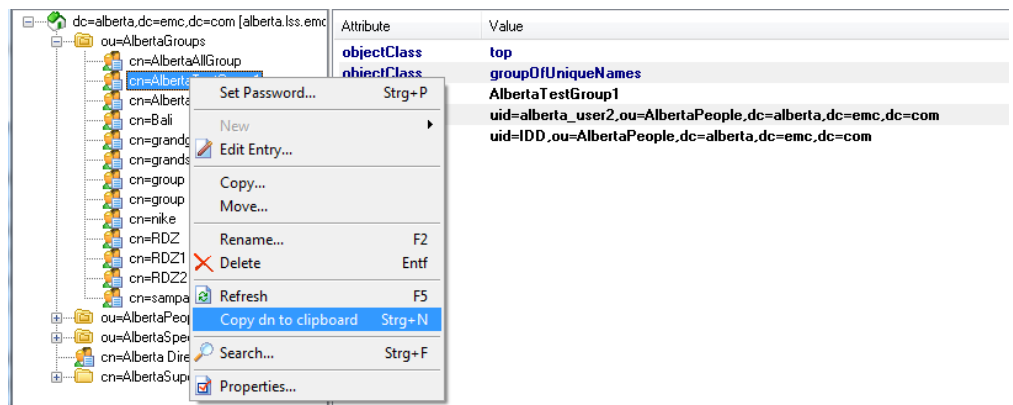 dc=alberta,dc=emc,dc=com [alberta.lss.emc
ou=AlbertaGroups
cn=AlbertaAllGroup
cn=AlbertaTestGroup1
cn=Alberta
cn=Bali
cn=grandg
cn=grands
cn=group
cn=group
cn=nike
cn=RDZ
cn=RDZ1
cn=RDZ2
cn=sampa
ou=AlbertaPeop
ou=AlbertaSpe
cn=Alberta Dire
cn=AlbertaSupe
Set Password... Strg+P
New
Edit Entry...
Copy...
Move...
Rename... F2
Delete Entf
Refresh F5
Copy dn to clipboard Strg+N
Search... Strg+F
Properties...
Attribute Value
objectClass top
objectClass groupOfUniqueNames
AlbertaTestGroup1
uid=alberta_user2,ou=AlbertaPeople,dc=alberta,dc=emc,dc=com
uid=IDD,ou=AlbertaPeople,dc=alberta,dc=emc,dc=com